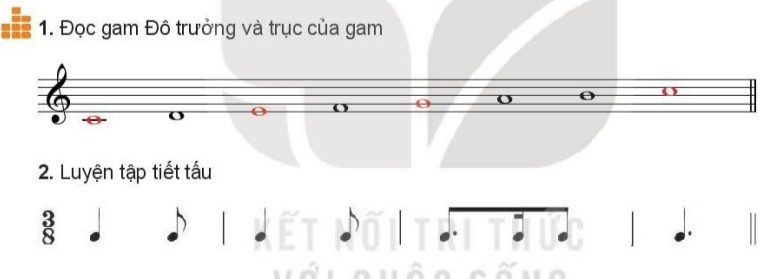 1. Đọc gam Đô trưởng và trục của gam
2. Luyện tập tiết tấu
3
8
KẾT NỐI TRI THỨC
VỚI CUỘC SỐNG